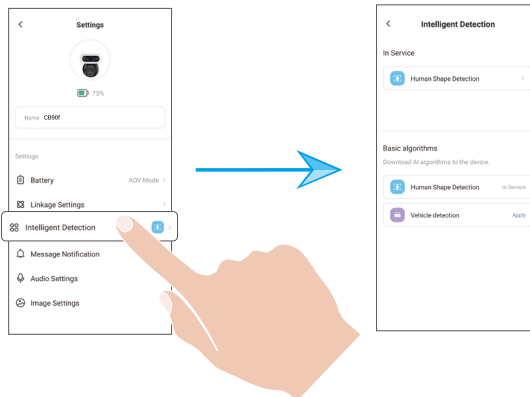 Settings
73%
Name CB90f
Settings
Battery AOV Mode
Linkage Settings
Intelligent Detection
Message Notification
Audio Settings
Image Settings
Intelligent Detection
In Service
Human Shape Detection
Basic algorithms
Download AI algorithms to the device.
Human Shape Detection In Service
Vehicle detection Apply